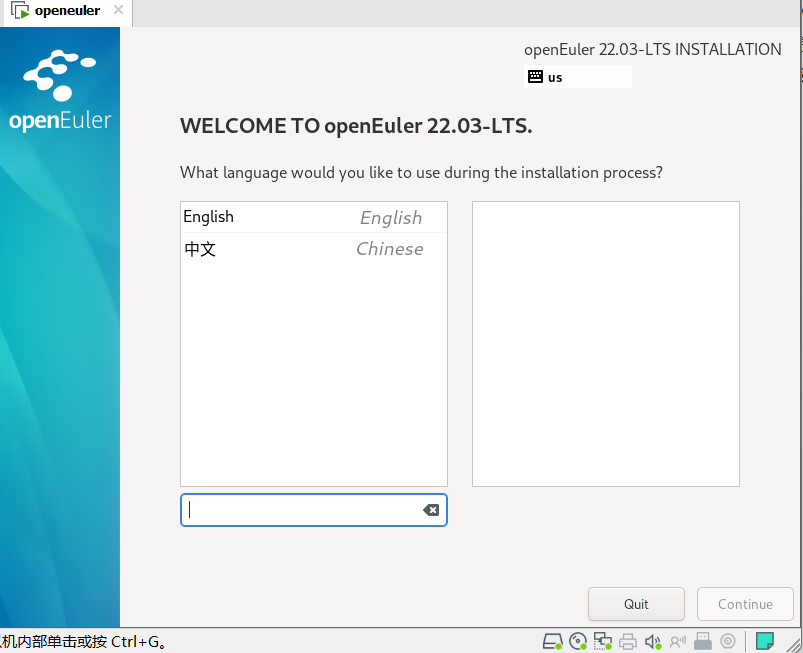 openeuler
openEuler
openEuler 22.03-LTS INSTALLATION
us
WELCOME TO openEuler 22.03-LTS.
What language would you like to use during the installation process?
English English
中文 Chinese
Quit Continue
机内部单击或按 Ctrl+G。